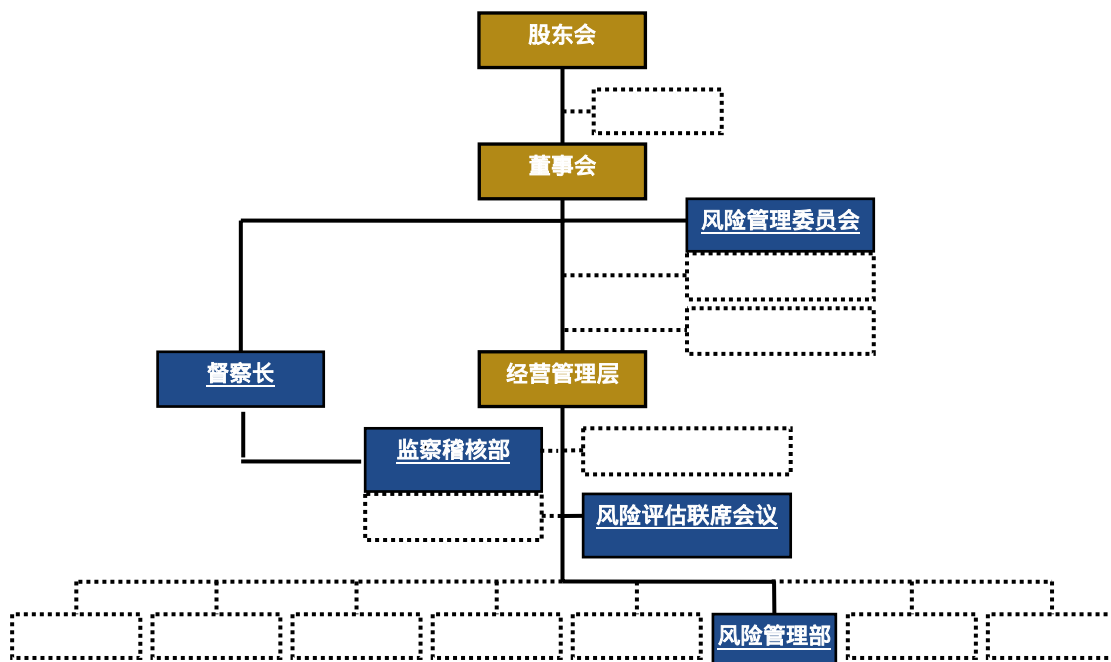 股东会
董事会
风险管理委员会
督察长
经营管理层
监察稽核部
风险评估联席会议
风险管理部